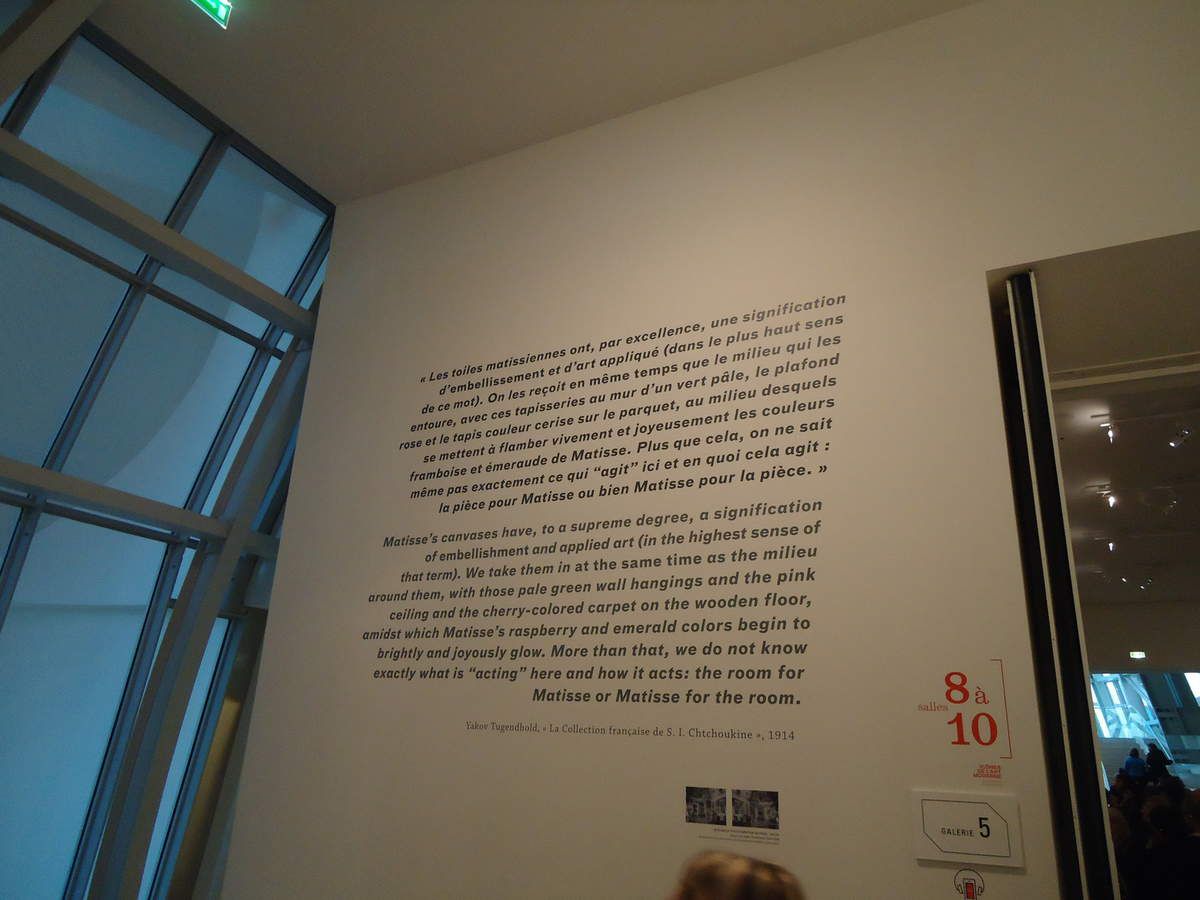 « Les toiles matissiennes ont, par excellence, une signification
d’embellissement et d’art appliqué (dans le plus haut sens
de ce mot). On les reçoit en même temps que le milieu qui les
entoure, avec ces tapisseries au mur d’un vert pâle, le plafond
rose et le tapis couleur cerise sur le parquet, au milieu desquels
se mettent à flamber vivement et joyeusement les couleurs
framboise et émeraude de Matisse. Plus que cela, on ne sait
même pas exactement ce qui “agit” ici et en quoi cela agit :
la pièce pour Matisse ou bien Matisse pour la pièce. »
Matisse’s canvases have, to a supreme degree, a signification
of embellishment and applied art (in the highest sense of
that term). We take them in at the same time as the milieu
around them, with those pale green wall hangings and the pink
ceiling and the cherry-colored carpet on the wooden floor,
amidst which Matisse’s raspberry and emerald colors begin to
brightly and joyously glow. More than that, we do not know
exactly what is “acting” here and how it acts: the room for
Matisse or Matisse for the room.
Yakov Tugendhold, « La Collection française de S. I. Chtchoukine », 1914
salles 8 à
10
ICÔNES
DE L'ART
MODERNE
GALERIE 5